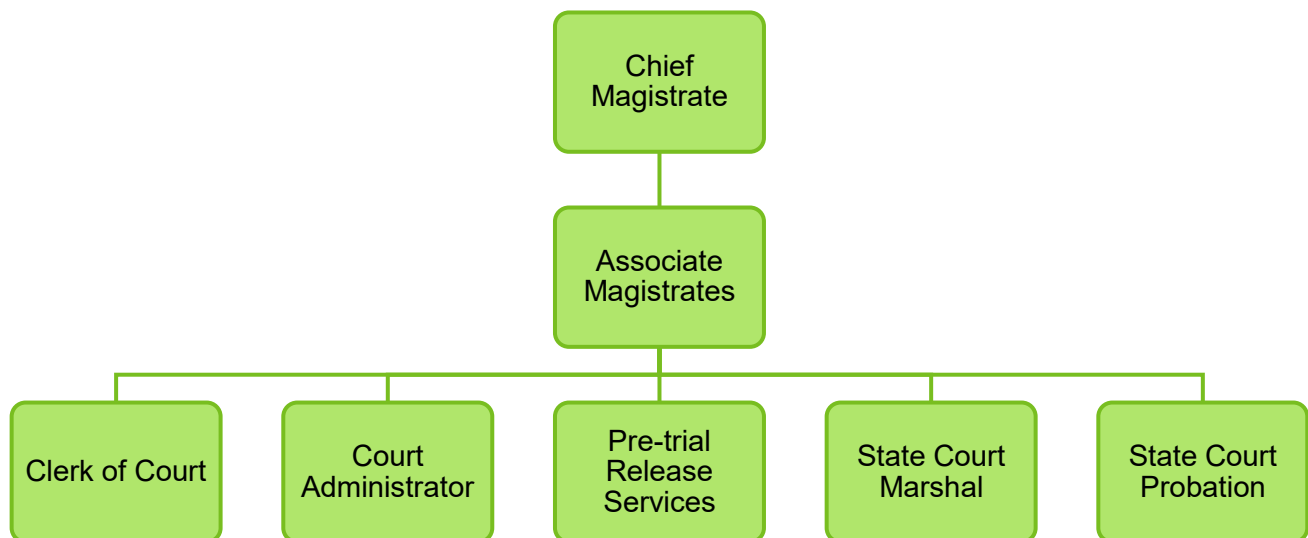 Chief
Magistrate
Associate
Magistrates
Clerk of Court
Court
Administrator
Pre-trial
Release
Services
State Court
Marshal
State Court
Probation